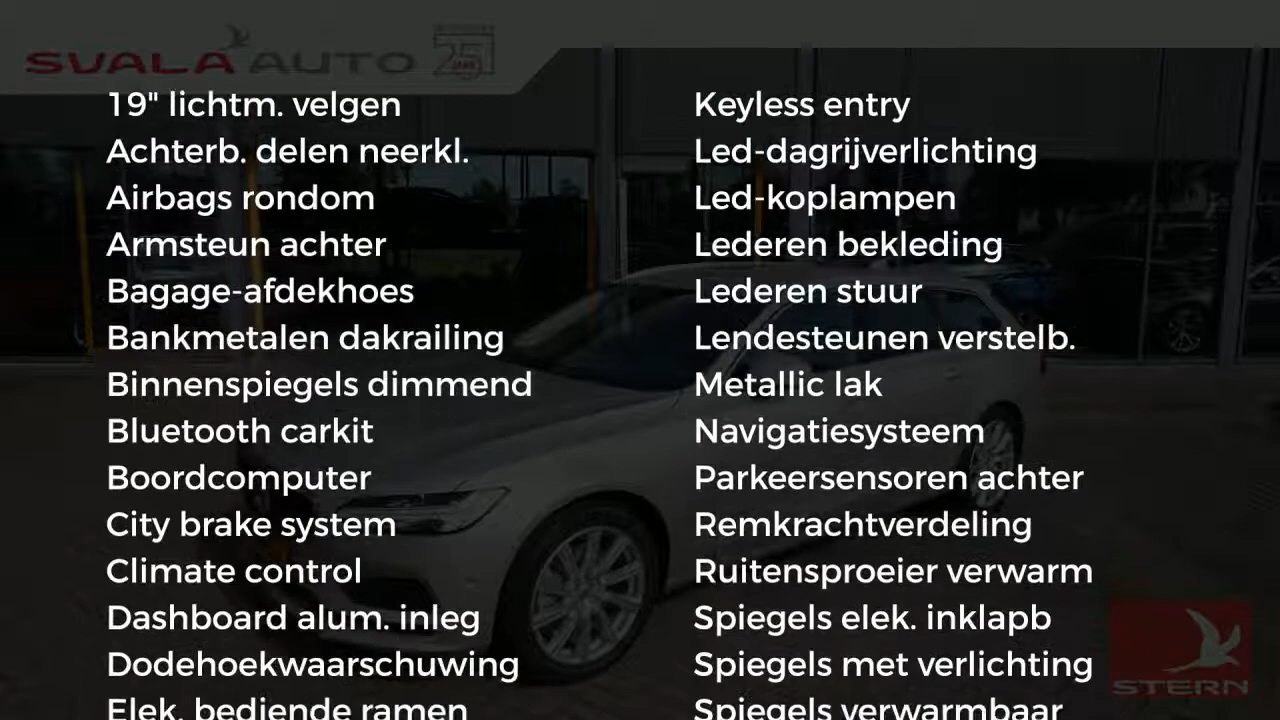 SVALA AUTO 25
JAAR
19" lichtm. velgen
Achterb. delen neerkl.
Airbags rondom
Armsteun achter
Bagage-afdekhoes
Bankmetalen dakrailing
Binnenspiegels dimmend
Bluetooth carkit
Boordcomputer
City brake system
Climate control
Dashboard alum. inleg
Dodehoekwaarschuwing
Elek. bediende ramen
Keyless entry
Led-dagrijverlichting
Led-koplampen
Lederen bekleding
Lederen stuur
Lendesteunen verstelb.
Metallic lak
Navigatiesysteem
Parkeersensoren achter
Remkrachtverdeling
Ruitensproeier verwarm
Spiegels elek. inklapb
Spiegels met verlichting
Spiegels verwarmbaar
STERN